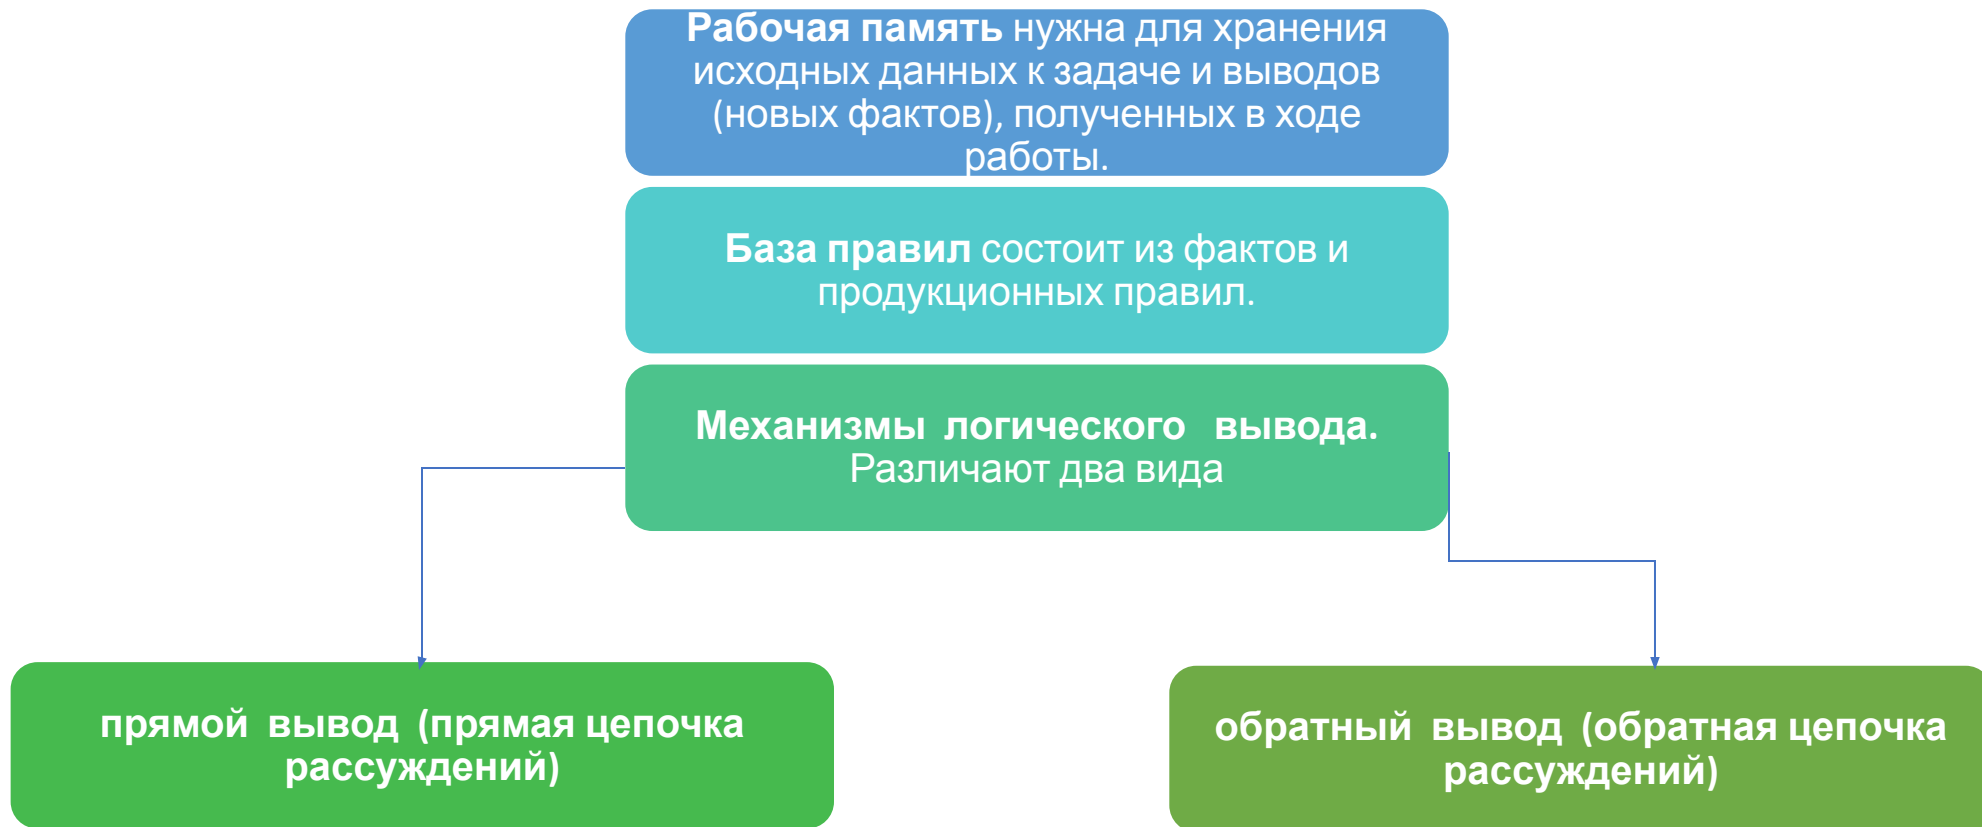 Рабочая память нужна для хранения
исходных данных к задаче и выводов
(новых фактов), полученных в ходе
работы.
База правил состоит из фактов и
продукционных правил.
Механизмы логического вывода.
Различают два вида
прямой вывод (прямая цепочка
рассуждений)
обратный вывод (обратная цепочка
рассуждений)